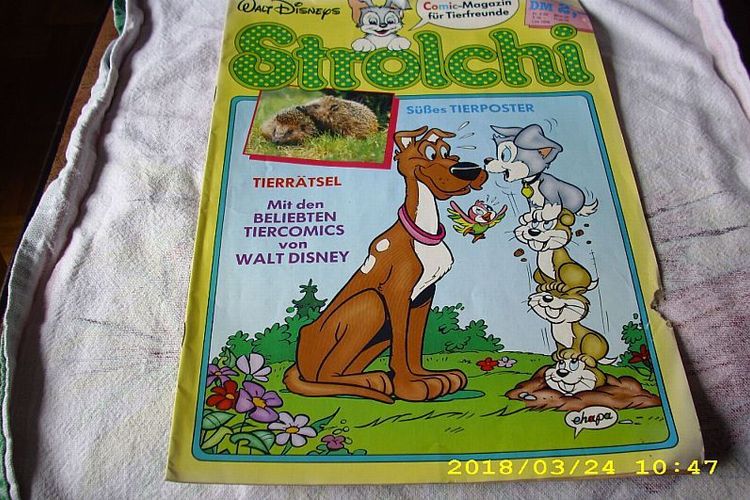 WALT DISNEYS
Comic-Magazin
für Tierfreunde
DM 2,
Strolchi
Süßes TIERPOSTER
TIERRÄTSEL
Mit den
BELIEBTEN
TIERCOMICS
von
WALT DISNEY
ehapa
2018/03/24 10:47